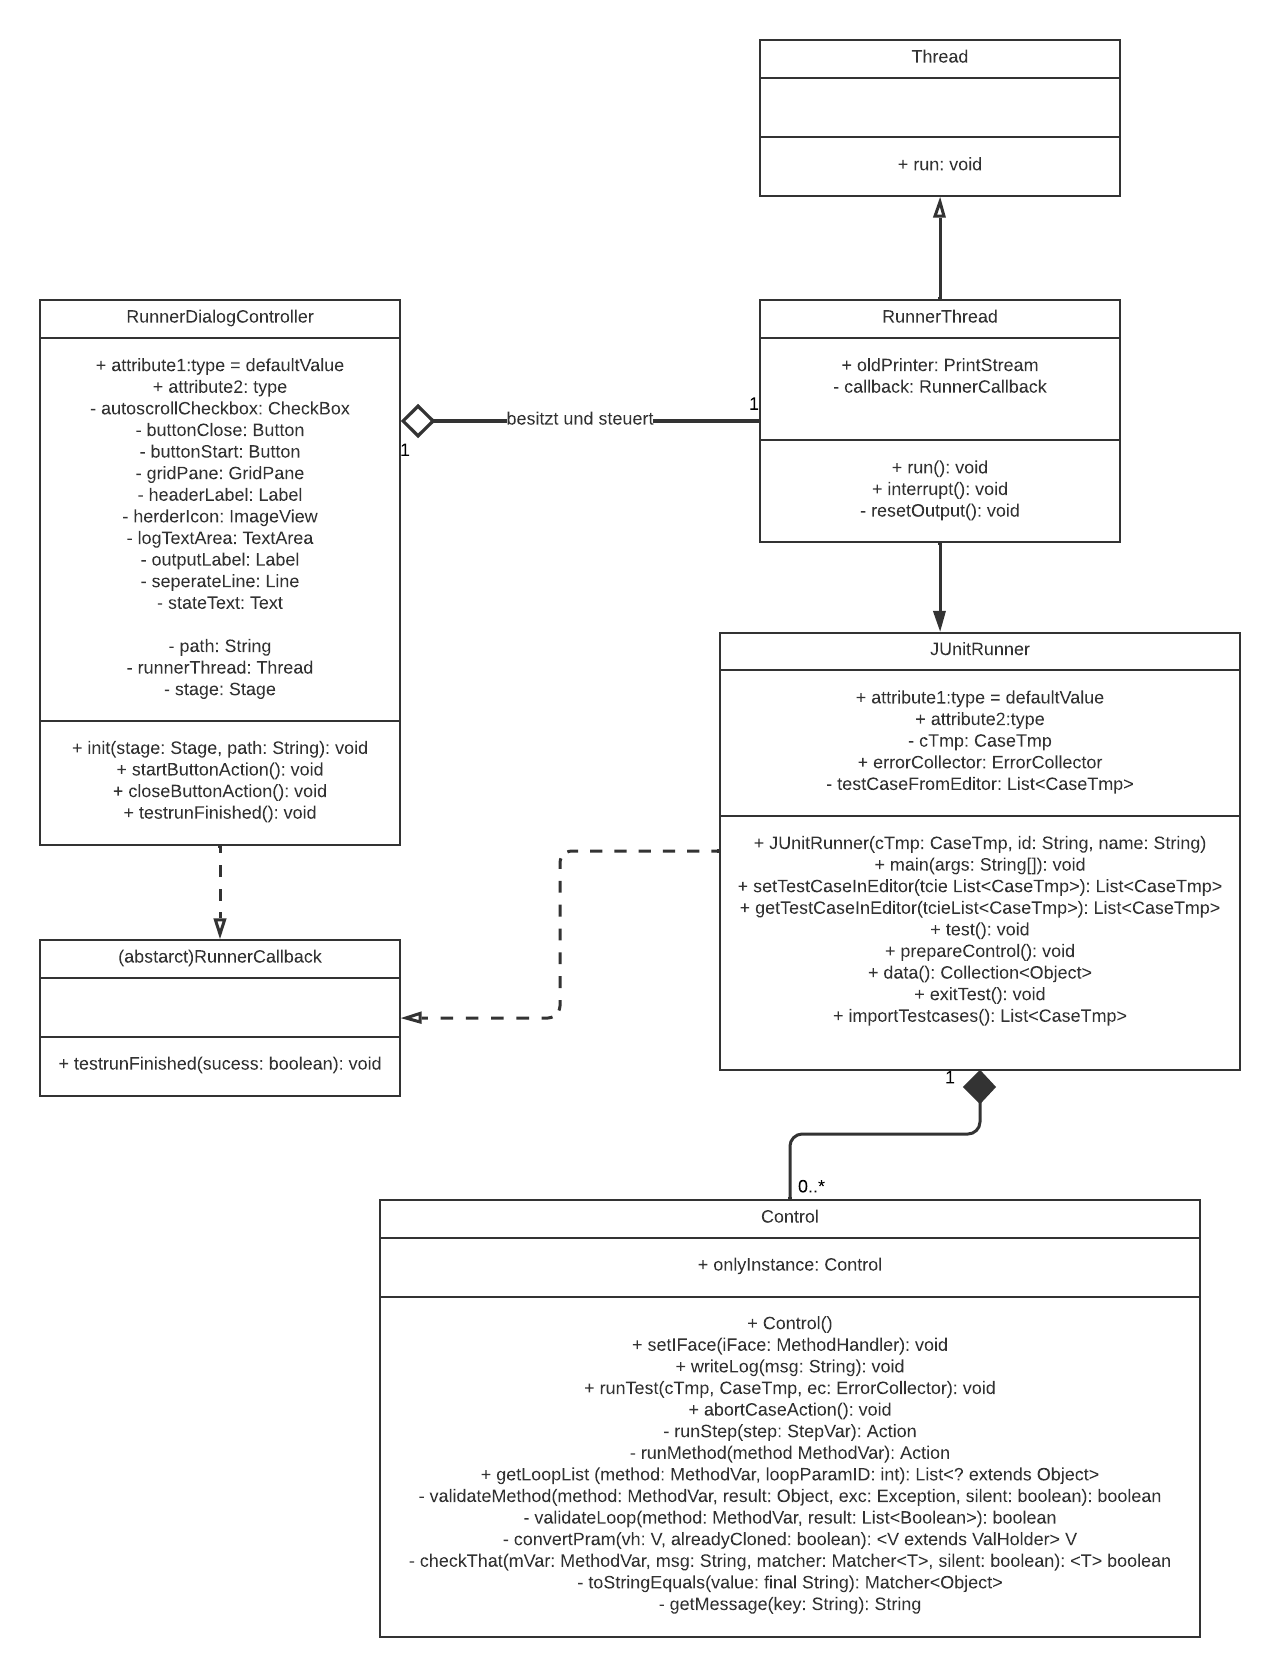 Thread
+ run: void
RunnerDialogController
+ attribute1:type = defaultValue
+ attribute2: type
- autoscrollCheckbox: CheckBox
- buttonClose: Button
- buttonStart: Button
- gridPane: GridPane
- headerLabel: Label
- herderIcon: ImageView
- logTextArea: TextArea
- outputLabel: Label
- seperateLine: Line
- stateText: Text
- path: String
- runnerThread: Thread
- stage: Stage
+ init(stage: Stage, path: String): void
+ startButtonAction(): void
+ closeButtonAction(): void
+ testrunFinished(): void
1
besitzt und steuert
1
RunnerThread
+ oldPrinter: PrintStream
- callback: RunnerCallback
+ run(): void
+ interrupt(): void
- resetOutput(): void
JUnitRunner
+ attribute1:type = defaultValue
+ attribute2:type
- cTmp: CaseTmp
+ errorCollector: ErrorCollector
- testCaseFromEditor: List<CaseTmp>
+ JUnitRunner(cTmp: CaseTmp, id: String, name: String)
+ main(args: String[]): void
+ setTestCaseInEditor(tcie List<CaseTmp>): List<CaseTmp>
+ getTestCaseInEditor(tcieList<CaseTmp>): List<CaseTmp>
+ test(): void
+ prepareControl(): void
+ data(): Collection<Object>
+ exitTest(): void
+ importTestcases(): List<CaseTmp>
(abstarct)RunnerCallback
+ testrunFinished(sucess: boolean): void
1
0..*
Control
+ onlyInstance: Control
+ Control()
+ setIFace(iFace: MethodHandler): void
+ writeLog(msg: String): void
+ runTest(cTmp, CaseTmp, ec: ErrorCollector): void
+ abortCaseAction(): void
- runStep(step: StepVar): Action
- runMethod(method MethodVar): Action
+ getLoopList (method: MethodVar, loopParamID: int): List<? extends Object>
- validateMethod(method: MethodVar, result: Object, exc: Exception, silent: boolean): boolean
- validateLoop(method: MethodVar, result: List<Boolean>): boolean
- convertPram(vh: V, alreadyCloned: boolean): <V extends ValHolder> V
- checkThat(mVar: MethodVar, msg: String, matcher: Matcher<T>, silent: boolean): <T> boolean
- toStringEquals(value: final String): Matcher<Object>
- getMessage(key: String): String